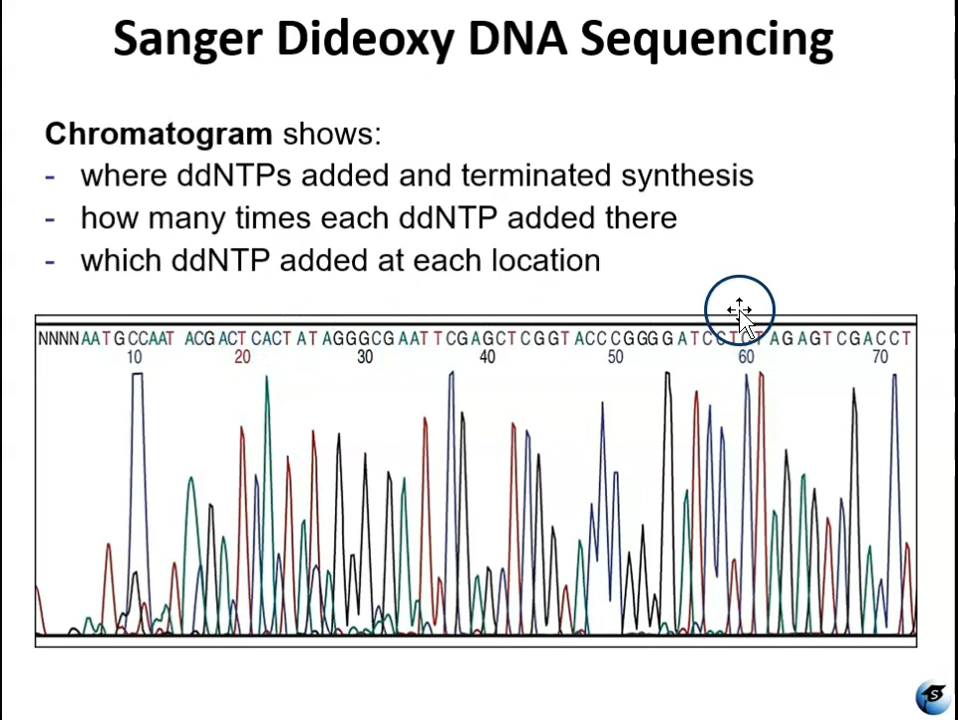 Sanger Dideoxy DNA Sequencing
Chromatogram shows:
- where ddNTPs added and terminated synthesis
- how many times each ddNTP added there
- which ddNTP added at each location
NNNNAATGCCAAT ACGACTCACTATAGGGCGAATTCGAGCTCGGTACCCGGGGATCCTCTAGAGTCGACCT
10 20 30 40 50 60 70
S